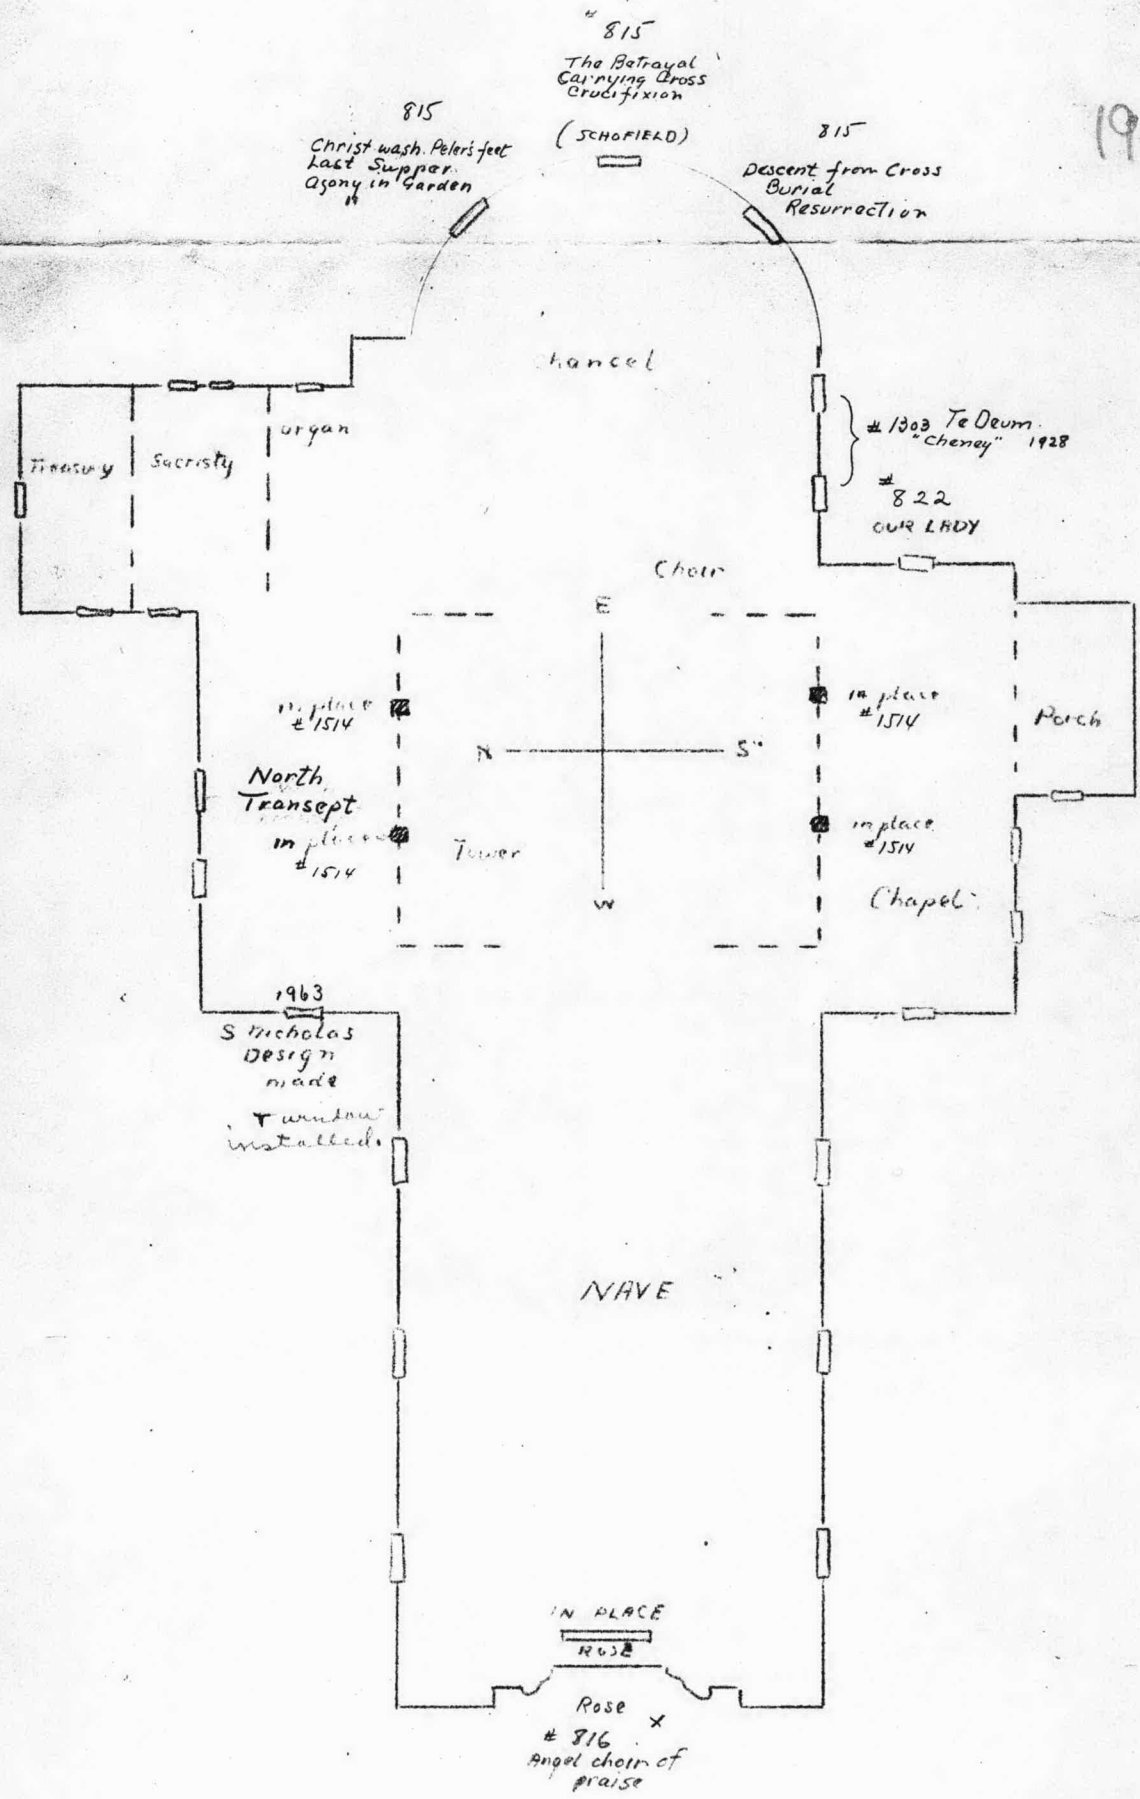 # 815
The Betrayal
Carrying Cross
Crucifixion
(SCHOFIELD)
815
Christ wash. Peter's feet
Last Supper
Agony in Garden
"
815
Descent from Cross
Burial
Resurrection
19
hancel
organ
Treasury
Sacristy
# 1303 Te Deum.
"Cheney" 1928
# 822
OUR LADY
Choir
E
in place
# 1514
in place
# 1514
Porch
N
S
North
Transept
in place
# 1514
Tower
in place
# 1514
W
Chapel
1963
S Nicholas
Design
made
window
installed.
NAVE
IN PLACE
ROSE
Rose
x
# 816
Angel choir of
praise